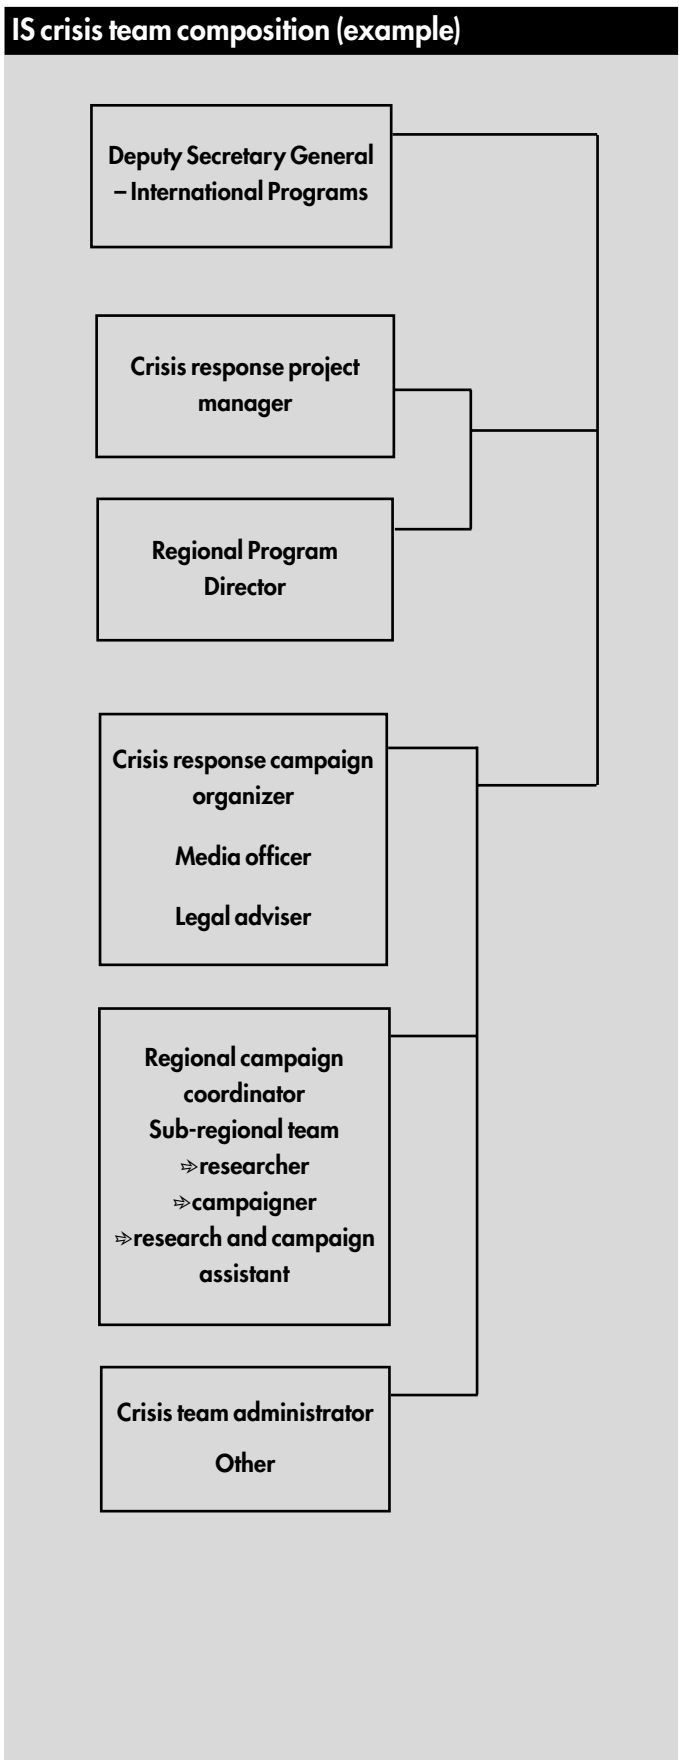 IS crisis team composition (example)
Deputy Secretary General
– International Programs
Crisis response project
manager
Regional Program
Director
Crisis response campaign
organizer
Media officer
Legal adviser
Regional campaign
coordinator
Sub-regional team
➾researcher
➾campaigner
➾research and campaign
assistant
Crisis team administrator
Other